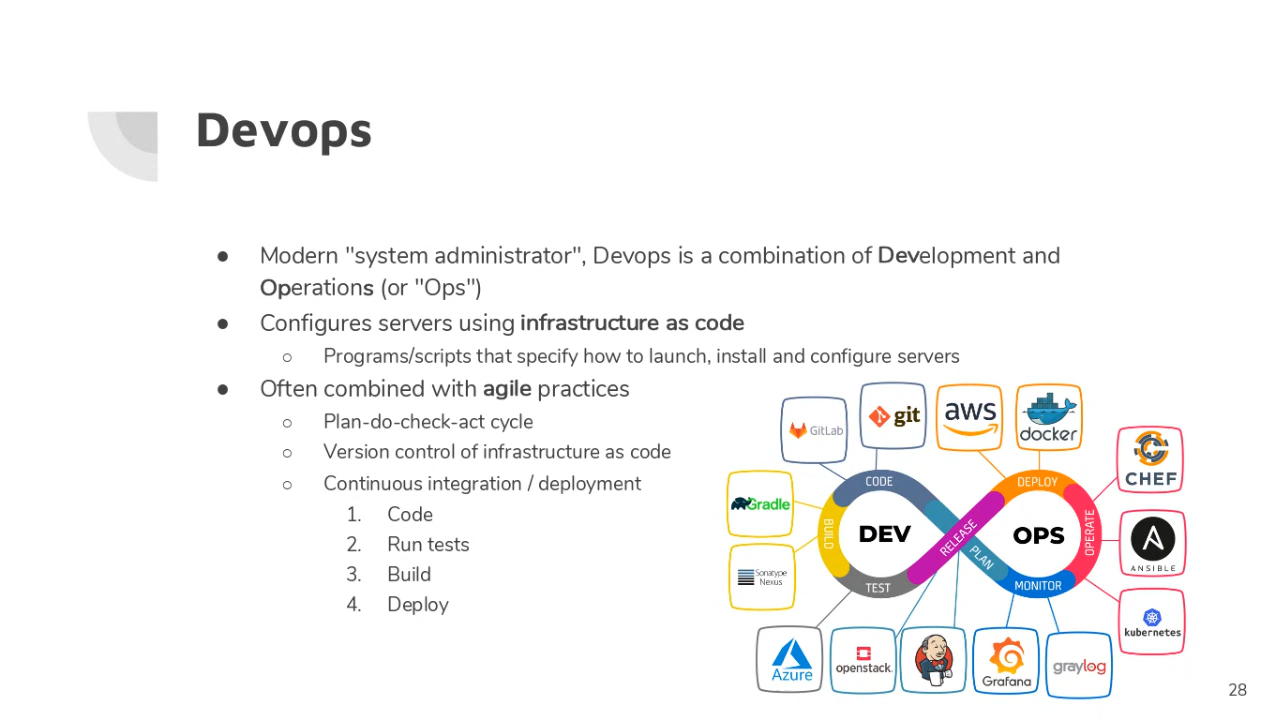 Devops
● Modern "system administrator", Devops is a combination of Development and
Operations (or "Ops")
● Configures servers using infrastructure as code
○ Programs/scripts that specify how to launch, install and configure servers
● Often combined with agile practices
○ Plan-do-check-act cycle
○ Version control of infrastructure as code
○ Continuous integration / deployment
1. Code
2. Run tests
3. Build
4. Deploy
GitLab
git
aws
docker
CHEF
Gradle
CODE
DEPLOY
BUILD
DEV
RELEASE
PLAN
OPS
OPERATE
ANSIBLE
Sonatype
Nexus
TEST
MONITOR
kubernetes
Azure
openstack.
Grafana
graylog
28